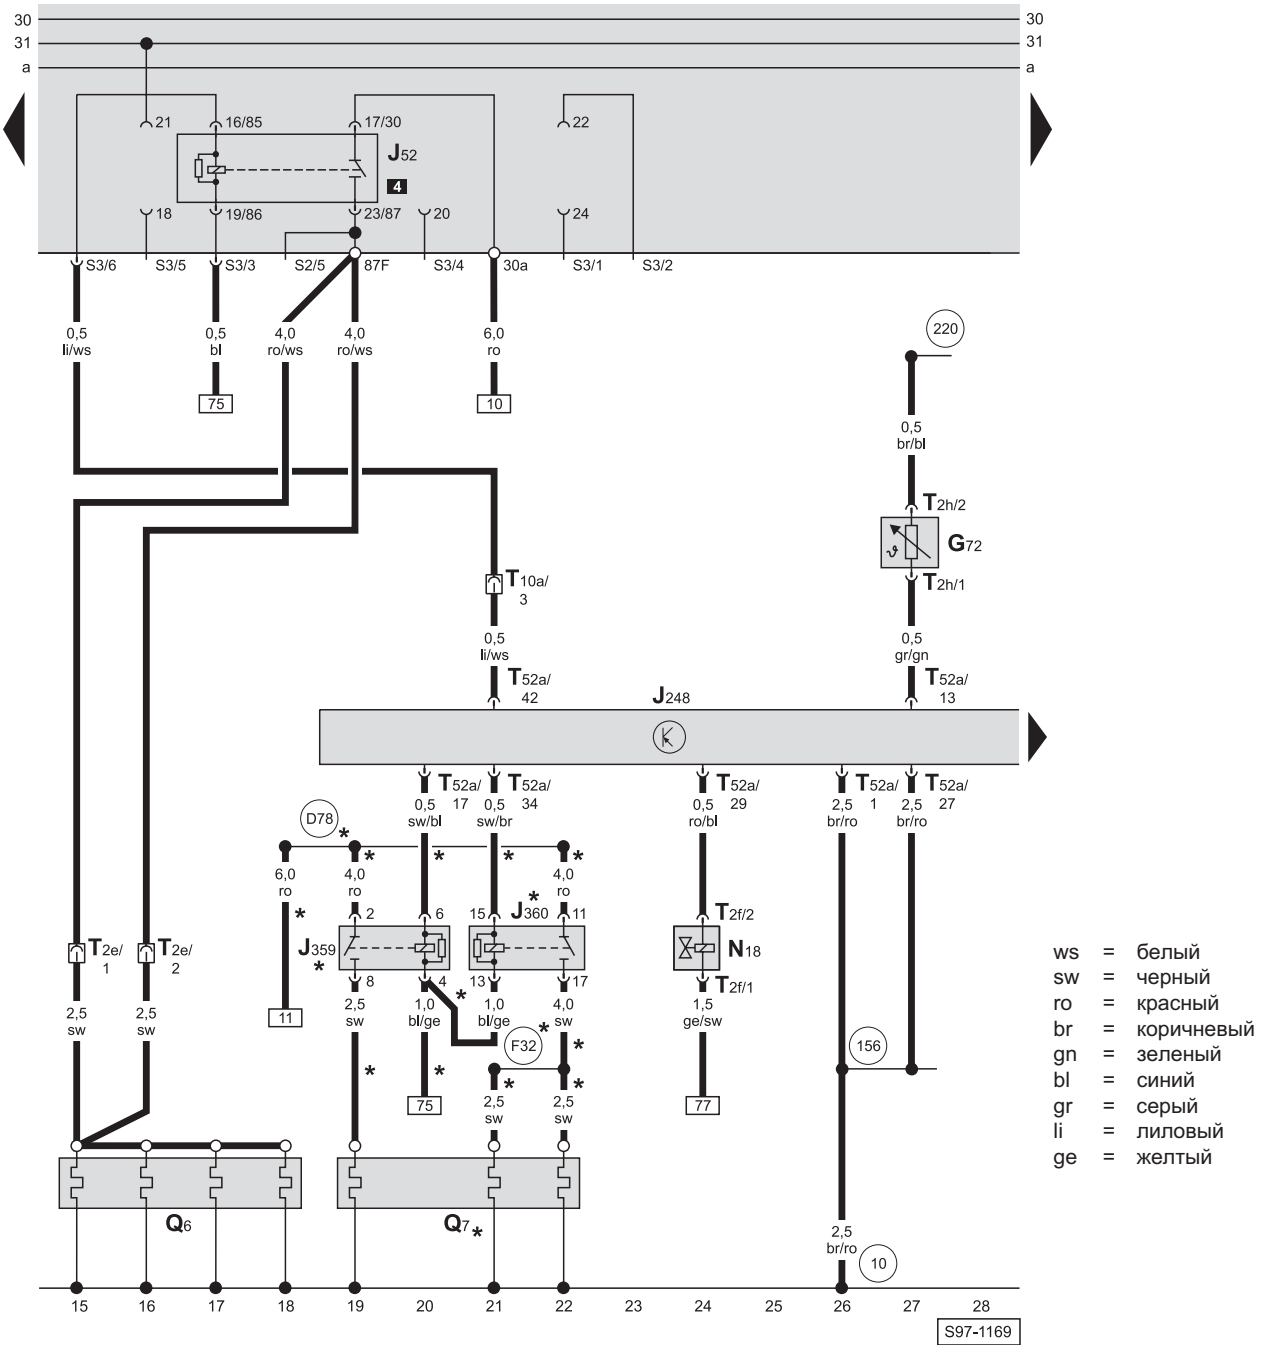 30 30
31 31
a a
21 16/85 17/30 22
J52
4
18 19/86 23/87 20 24
S3/6 S3/5 S3/3 S2/5 87F S3/4 30a S3/1 S3/2
0,5 0,5 4,0 4,0 6,0
li/ws bl ro/ws ro/ws ro
220
75 10
0,5
br/bl
T2h/2
G72
T10a/ T2h/1
3
0,5 0,5
li/ws gr/gn
T52a/ T52a/
42 J248 13
T52a/ T52a/ T52a/ T52a/ T52a/
17 34 29 1 27
0,5 0,5 0,5 2,5 2,5
sw/bl sw/br ro/bl br/ro br/ro
D78 *
* * *
6,0 4,0 4,0
ro ro ro
* 2 6 15 J360 * 11 T2f/2
T2e/ T2e/ J359 N18
1 2 *
8 4 13 17 T2f/1
2,5 2,5 2,5 1,0 * 1,0 4,0 1,5
sw sw 11 sw bl/ge bl/ge sw ge/sw
F32 * 156
* * * * *
75 2,5 2,5 77
sw sw
Q6 Q7 *
2,5
br/ro
10
15 16 17 18 19 20 21 22 23 24 25 26 27 28
S97-1169
ws = белый
sw = черный
ro = красный
br = коричневый
gn = зеленый
bl = синий
gr = серый
li = лиловый
ge = желтый